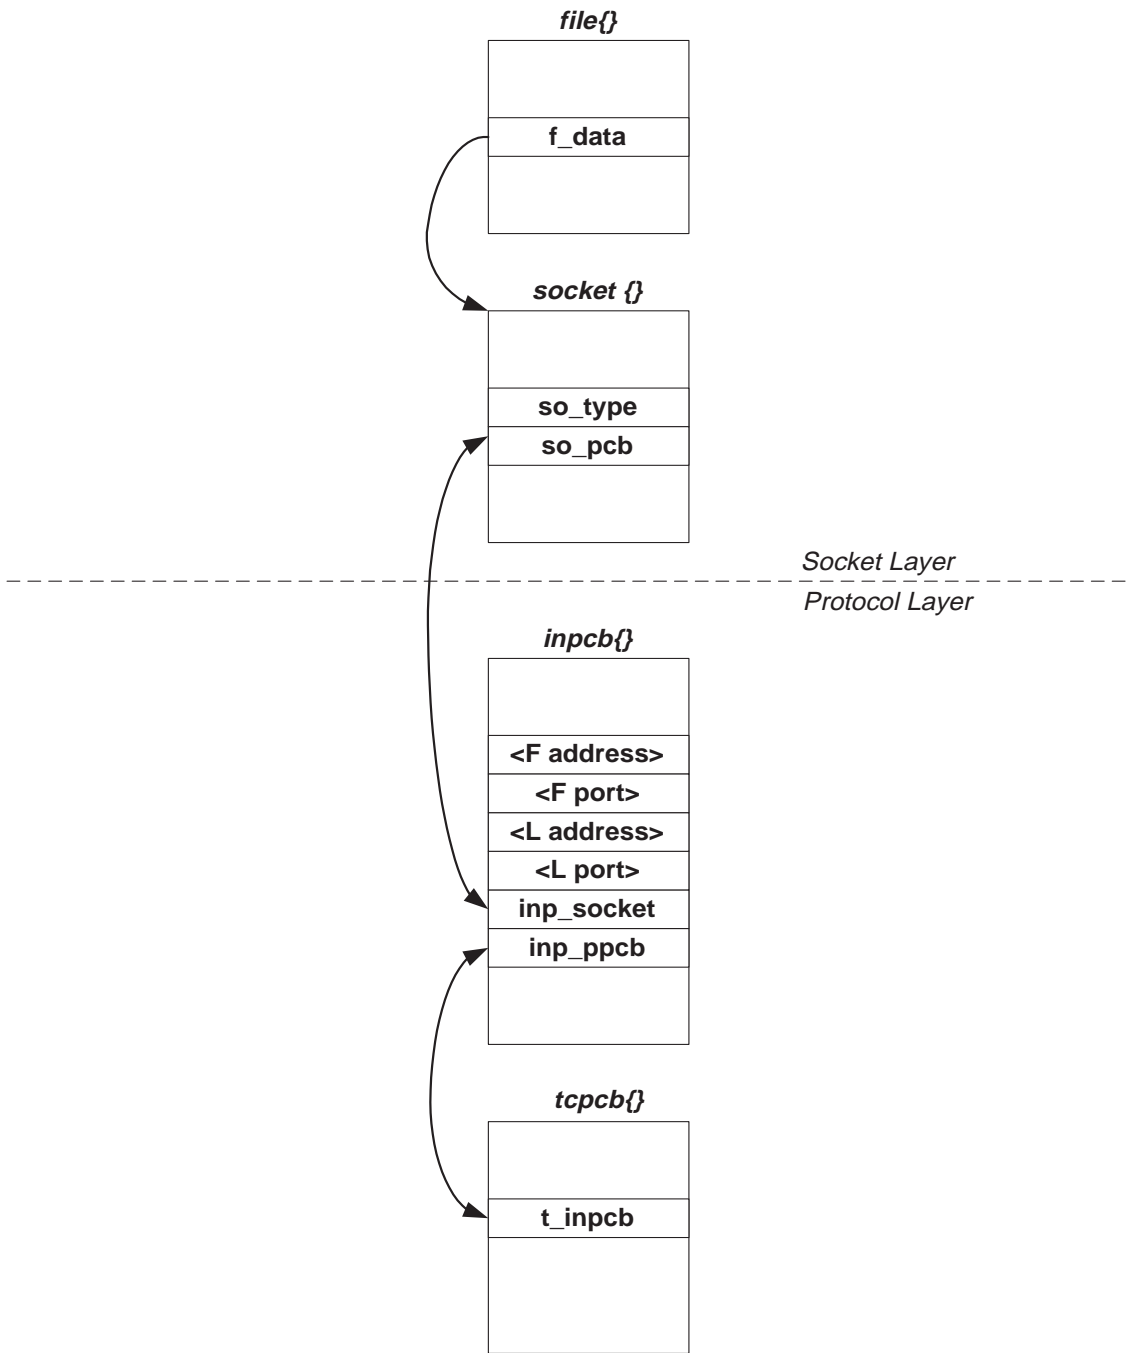 file{}
f_data
socket {}
so_type
so_pcb
Socket Layer
Protocol Layer
inpcb{}
<F address>
<F port>
<L address>
<L port>
inp_socket
inp_ppcb
tcpcb{}
t_inpcb